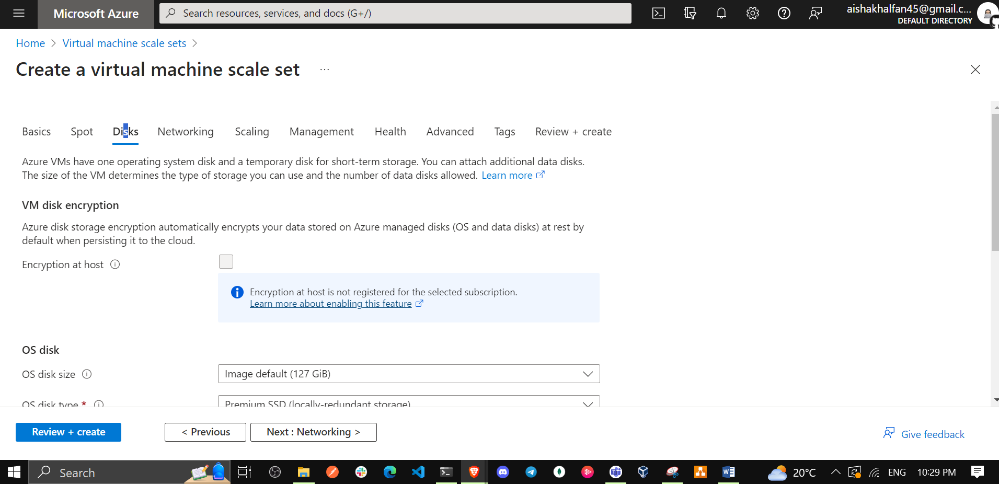 Microsoft Azure
Search resources, services, and docs (G+/)
aishakhalfan45@gmail.c...
DEFAULT DIRECTORY
Home > Virtual machine scale sets >
Create a virtual machine scale set ...
Basics Spot Disks Networking Scaling Management Health Advanced Tags Review + create
Azure VMs have one operating system disk and a temporary disk for short-term storage. You can attach additional data disks.
The size of the VM determines the type of storage you can use and the number of data disks allowed. Learn more
VM disk encryption
Azure disk storage encryption automatically encrypts your data stored on Azure managed disks (OS and data disks) at rest by
default when persisting it to the cloud.
Encryption at host
Encryption at host is not registered for the selected subscription.
Learn more about enabling this feature
OS disk
OS disk size
Image default (127 GiB)
OS disk type *
Premium SSD (locally-redundant storage)
Review + create
< Previous
Next : Networking >
Give feedback
Search
20°C
ENG
10:29 PM